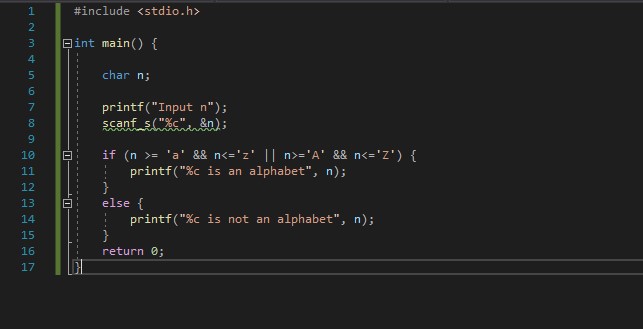 1 #include <stdio.h>
2
3 int main() {
4
5 char n;
6
7 printf("Input n");
8 scanf_s("%c", &n);
9
10 if (n >= 'a' && n<='z' || n>='A' && n<='Z') {
11 printf("%c is an alphabet", n);
12 }
13 else {
14 printf("%c is not an alphabet", n);
15 }
16 return 0;
17 }